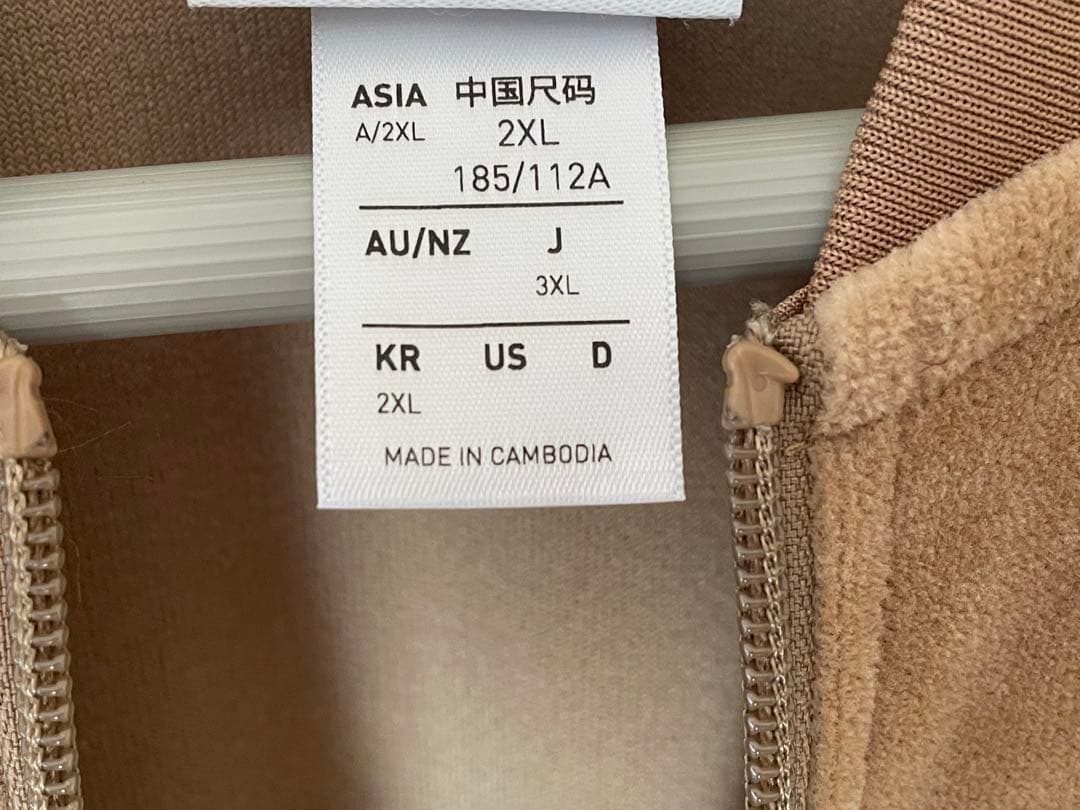 ASIA 中国尺码
A/2XL 2XL
185/112A
AU/NZ J
3XL
KR US D
2XL
MADE IN CAMBODIA